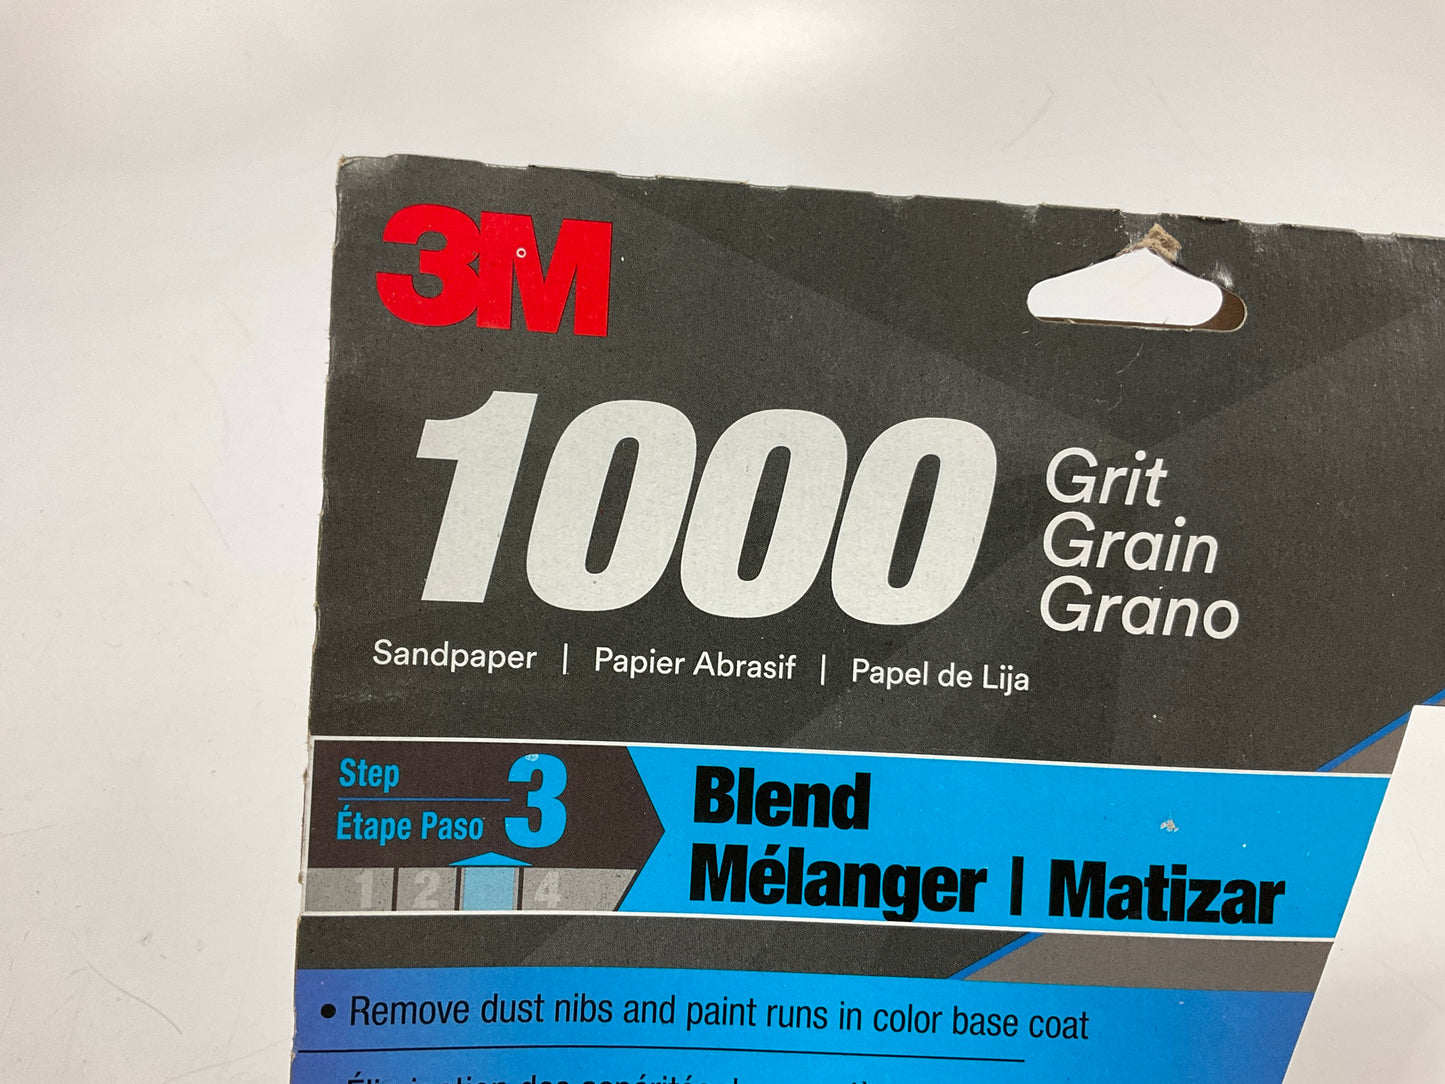 3M
1000
Grit
Grain
Grano
Sandpaper | Papier Abrasif | Papel de Lija
Step
Étape Paso 3
1 2 4
Blend
Mélanger | Matizar
• Remove dust nibs and paint runs in color base coat